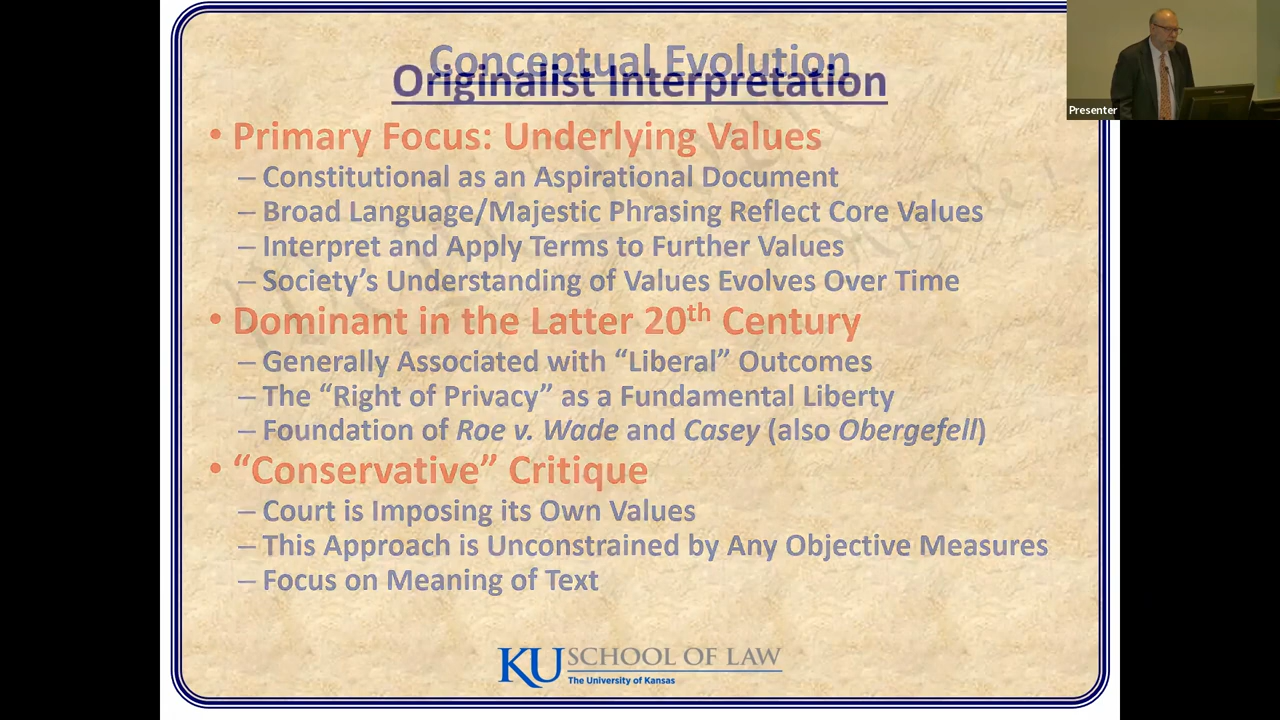 Conceptual Evolution
Originalist Interpretation
• Primary Focus: Underlying Values
– Constitutional as an Aspirational Document
– Broad Language/Majestic Phrasing Reflect Core Values
– Interpret and Apply Terms to Further Values
– Society’s Understanding of Values Evolves Over Time
• Dominant in the Latter 20th Century
– Generally Associated with “Liberal” Outcomes
– The “Right of Privacy” as a Fundamental Liberty
– Foundation of Roe v. Wade and Casey (also Obergefell)
• “Conservative” Critique
– Court is Imposing its Own Values
– This Approach is Unconstrained by Any Objective Measures
– Focus on Meaning of Text
KU SCHOOL OF LAW
The University of Kansas
Presenter